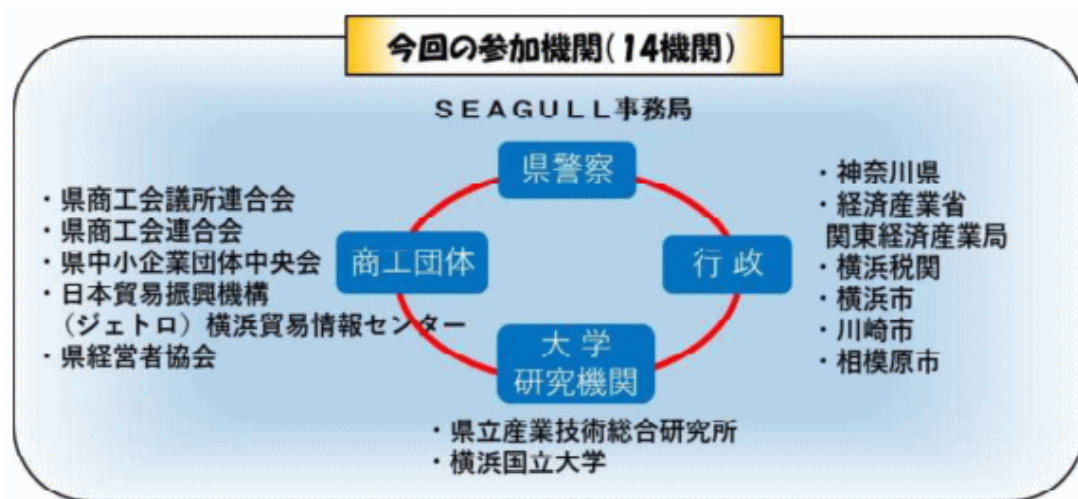 今回の参加機関(14機関)
SEAGULL事務局
県警察
・県商工会議所連合会
・県商工会連合会
・県中小企業団体中央会
・日本貿易振興機構
(ジェトロ)横浜貿易情報センター
・県経営者協会
商工団体
行政
・神奈川県
・経済産業省
関東経済産業局
・横浜税関
・横浜市
・川崎市
・相模原市
大学
研究機関
・県立産業技術総合研究所
・横浜国立大学